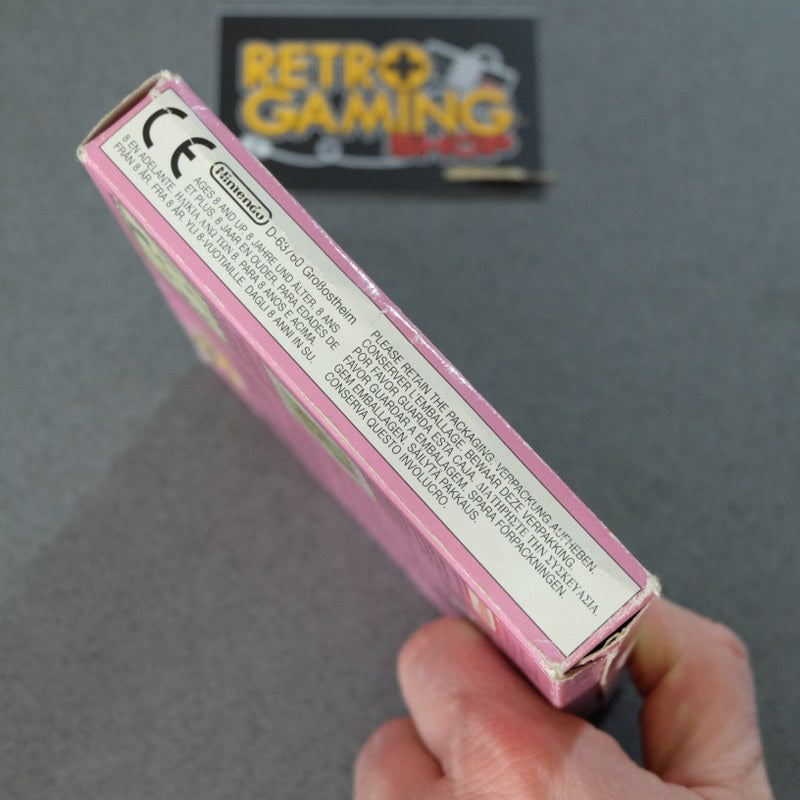 RETRO
GAMING
SHOP
CE
Nintendo
D-63760 Großostheim
AGES 8 AND UP. 8 JAHRE UND ÄLTER. 8 ANS
ET PLUS. 8 JAAR EN OUDER. PARA EDADES DE
8 EN ADELANTE. ΗΛΙΚΙΑ ΑΝΩ ΤΩΝ 8. PARA 8 ANOS E ACIMA.
FRÅN 8 ÅR. FRA 8 ÅR. YLI 8-VUOTIAILLE. DAGLI 8 ANNI IN SU.
PLEASE RETAIN THE PACKAGING. VERPACKUNG AUFHEBEN.
CONSERVER L'EMBALLAGE. BEWAAR DEZE VERPAKKING.
POR FAVOR GUARDA ESTA CAJA. ΔΙΑΤΗΡΗΣΤΕ ΤΗΝ ΣΥΣΚΕΥΑΣΙΑ.
FAVOR GUARDAR A EMBALAGEM. SPARA FÖRPACKNINGEN.
GEM EMBALLAGEN. SÄILYTÄ PAKKAUS.
CONSERVA QUESTO INVOLUCRO.